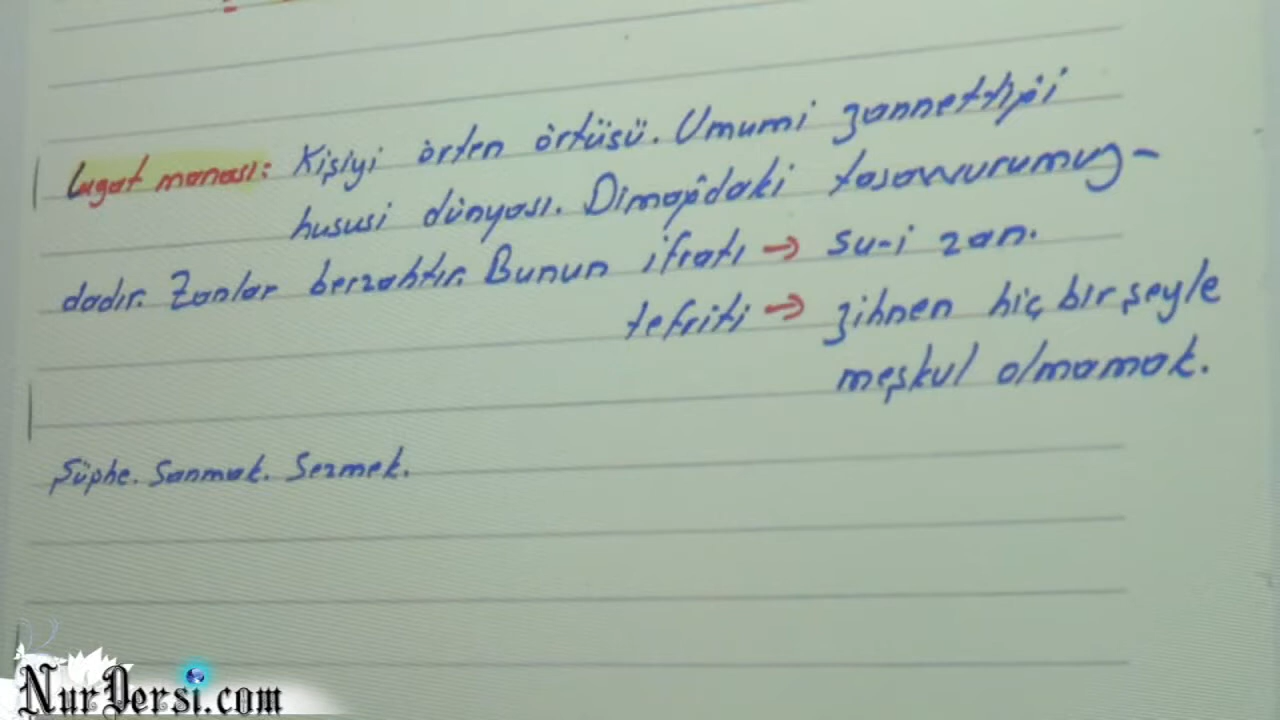 Lugat manası: Kişiyi örten örtüsü. Umumi zannettiği
hususi dünyası. Dimağdaki tasavvurumuz-
dadır. Zanlar berzahtır. Bunun ifratı → su-i zan.
tefriti → zihnen hiç bir şeyle
meşkul olmamak.
Şüphe. Sanmak. Sezmek.
NurDersi.com